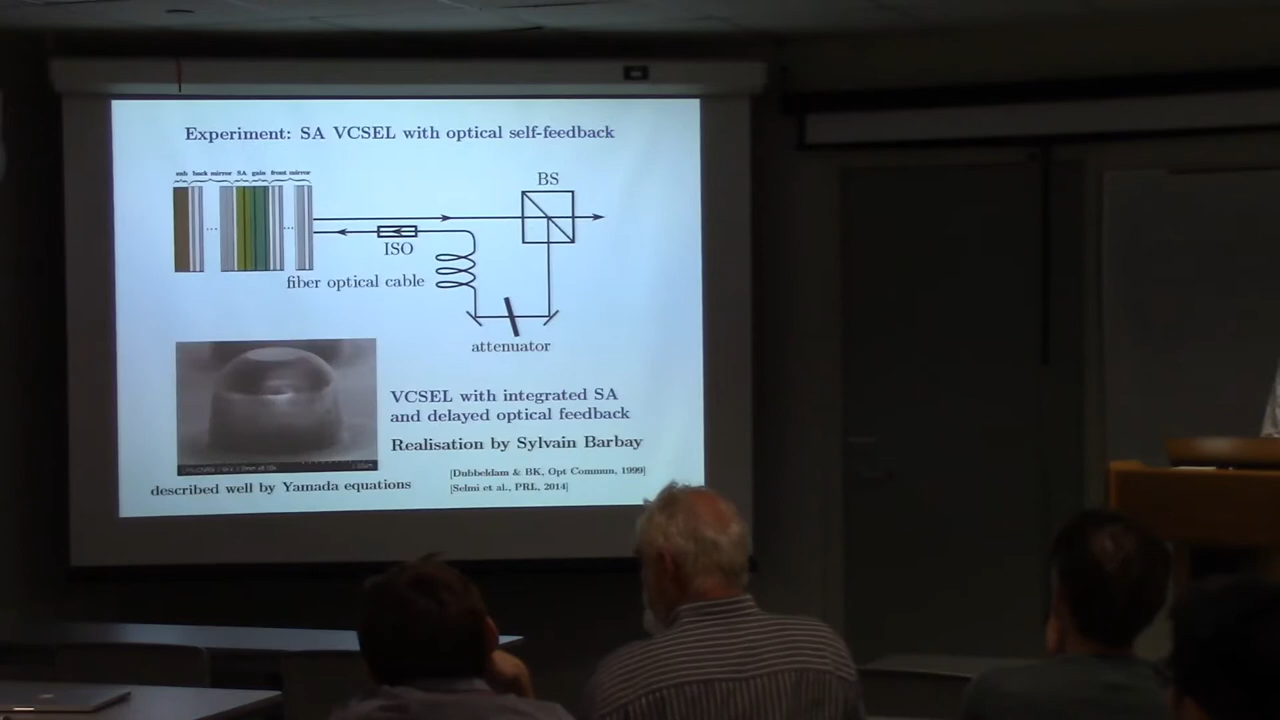 Experiment: SA VCSEL with optical self-feedback
sub back mirror SA gain front mirror
BS
ISO
fiber optical cable
attenuator
VCSEL with integrated SA
and delayed optical feedback
Realisation by Sylvain Barbay
[Dubbeldam & BK, Opt Commun, 1999]
described well by Yamada equations
[Selmi et al., PRL, 2014]